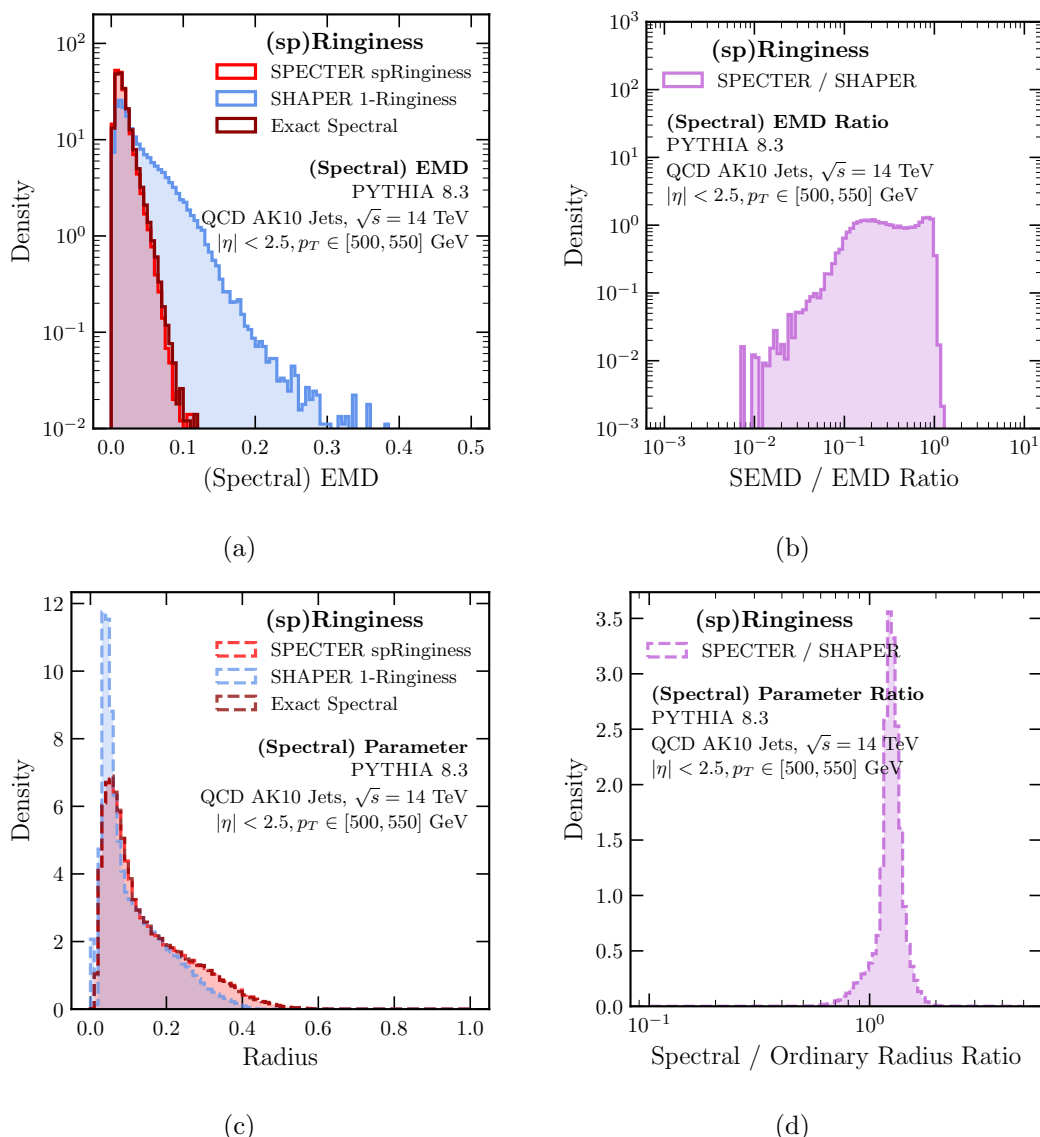 (sp)Ringiness
SPECTER spRinginess
SHAPER 1-Ringiness
Exact Spectral
(Spectral) EMD
PYTHIA 8.3
QCD AK10 Jets, √s = 14 TeV
|η| < 2.5, p_T ∈ [500, 550] GeV
10^2
10^1
10^0
10^−1
10^−2
Density
0.0 0.1 0.2 0.3 0.4 0.5
(Spectral) EMD
(a)
(sp)Ringiness
SPECTER / SHAPER
(Spectral) EMD Ratio
PYTHIA 8.3
QCD AK10 Jets, √s = 14 TeV
|η| < 2.5, p_T ∈ [500, 550] GeV
10^3
10^2
10^1
10^0
10^−1
10^−2
10^−3
Density
10^−3 10^−2 10^−1 10^0 10^1
SEMD / EMD Ratio
(b)
(sp)Ringiness
SPECTER spRinginess
SHAPER 1-Ringiness
Exact Spectral
(Spectral) Parameter
PYTHIA 8.3
QCD AK10 Jets, √s = 14 TeV
|η| < 2.5, p_T ∈ [500, 550] GeV
12
10
8
6
4
2
0
Density
0.0 0.2 0.4 0.6 0.8 1.0
Radius
(c)
(sp)Ringiness
SPECTER / SHAPER
(Spectral) Parameter Ratio
PYTHIA 8.3
QCD AK10 Jets, √s = 14 TeV
|η| < 2.5, p_T ∈ [500, 550] GeV
3.5
3.0
2.5
2.0
1.5
1.0
0.5
0.0
Density
10^−1 10^0
Spectral / Ordinary Radius Ratio
(d)